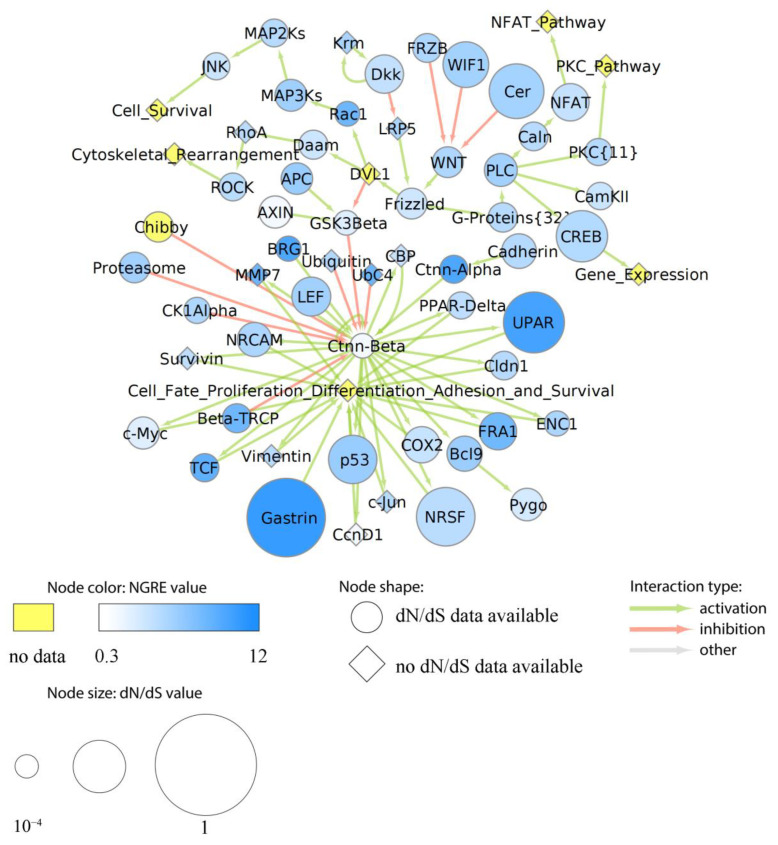 NFAT_Pathway
MAP2Ks
Krm
FRZB
WIF1
JNK
Dkk
PKC_Pathway
MAP3Ks
Cer
NFAT
Cell_Survival
Rac1
RhoA
LRP5
Caln
Daam
PKC{11}
Cytoskeletal_Rearrangement
WNT
DVL1
PLC
ROCK
APC
CamKII
Frizzled
AXIN
GSK3Beta
G-Proteins{32}
Chibby
CREB
BRG1
Cadherin
Ubiquitin
CBP
Proteasome
MMP7
UbC4
Ctnn-Alpha
Gene_Expression
LEF
PPAR-Delta
CK1Alpha
UPAR
NRCAM
Ctnn-Beta
Survivin
Cldn1
Cell_Fate_Proliferation_Differentiation_Adhesion_and_Survival
Beta-TRCP
c-Myc
FRA1
ENC1
COX2
Vimentin
p53
Bcl9
TCF
c-Jun
Pygo
Gastrin
NRSF
CcnD1
Node color: NGRE value
Node shape:
Interaction type:
dN/dS data available
activation
inhibition
no data
0.3
12
no dN/dS data available
other
Node size: dN/dS value
10⁻⁴
1